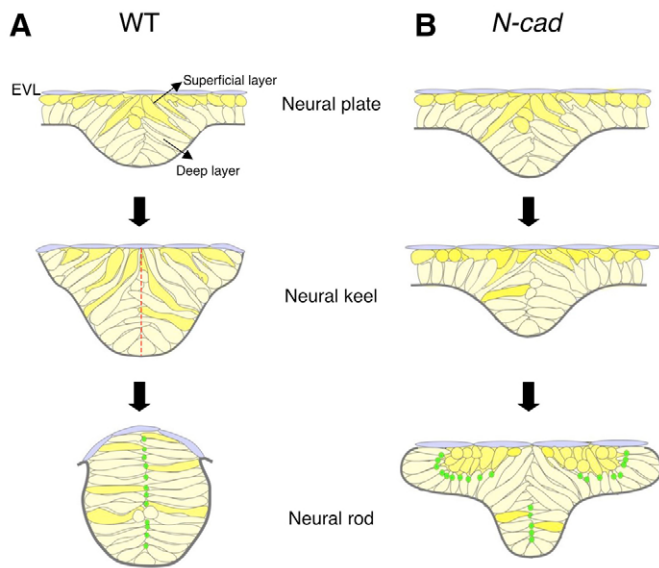 A WT B N-cad
EVL
Superficial layer
Neural plate
Deep layer
Neural keel
Neural rod